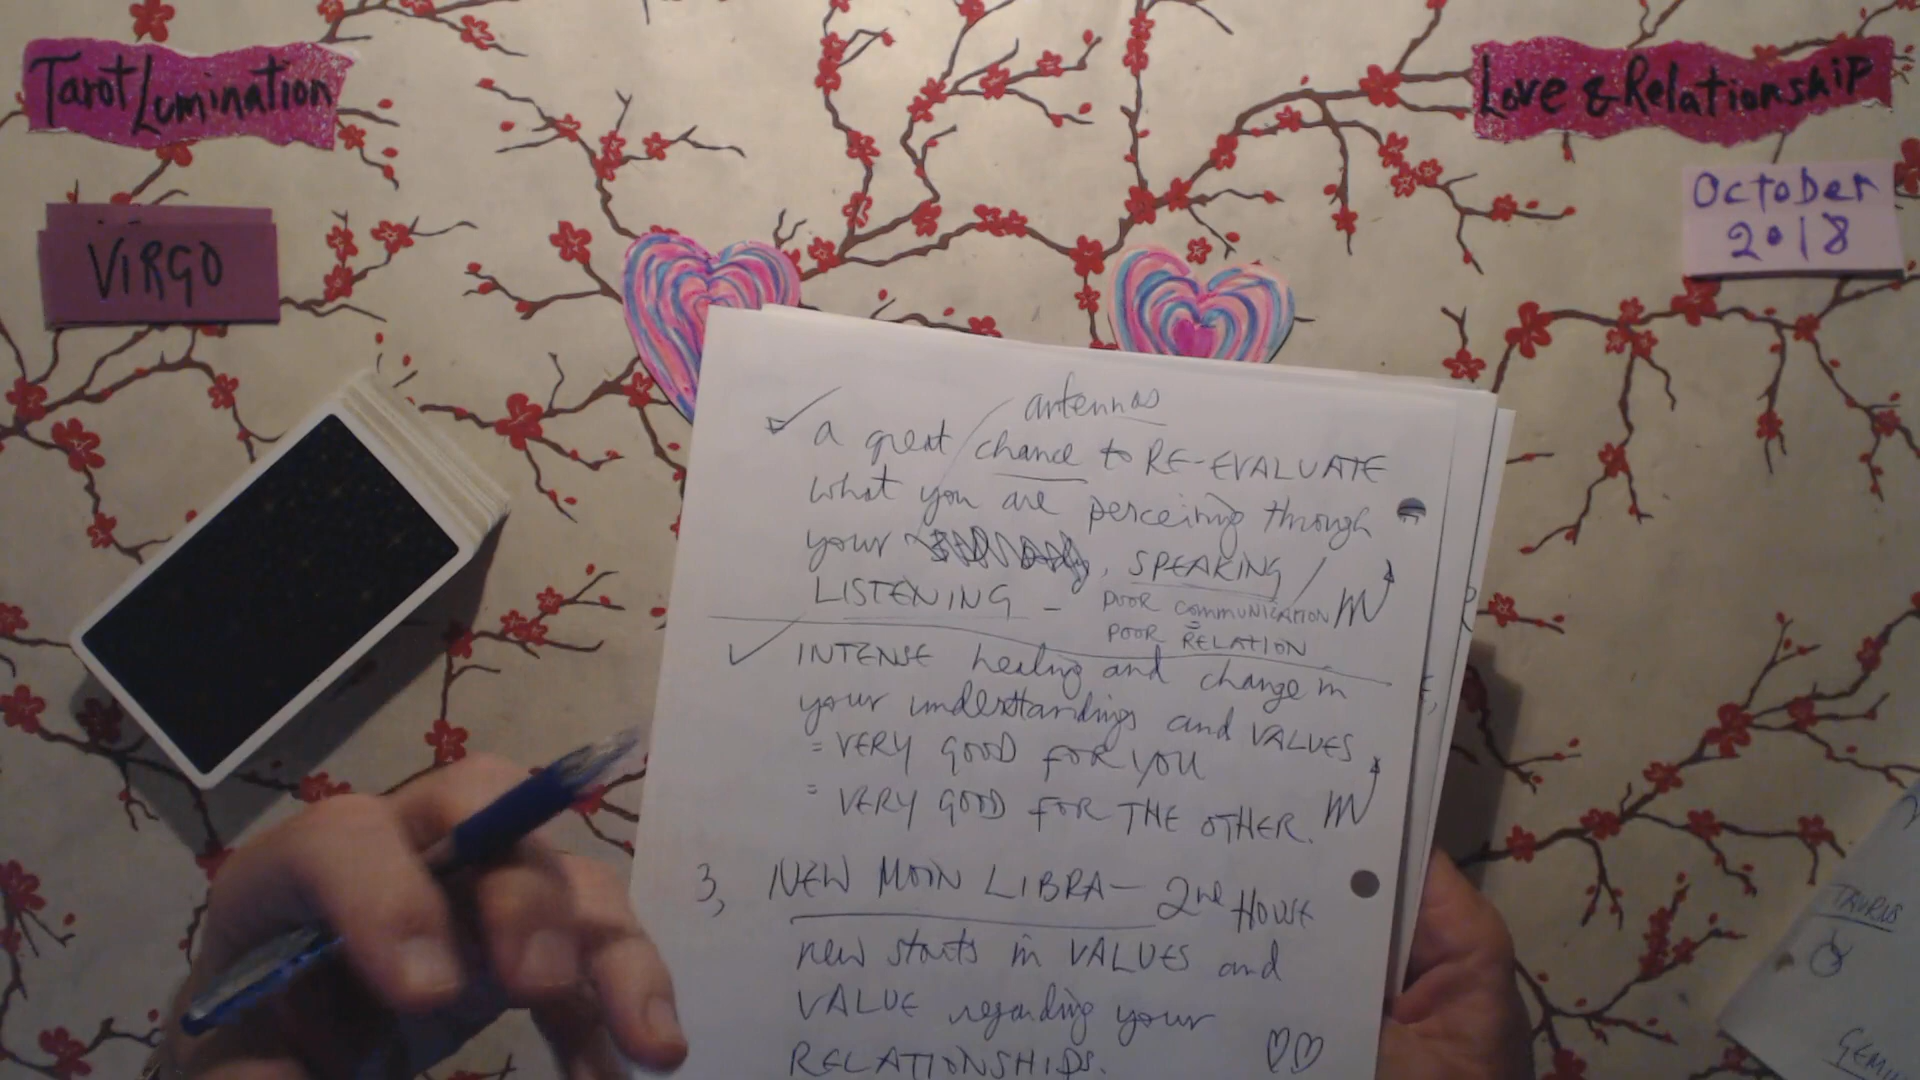 Tarot Lumination
Love & RelationshiP
VIRGO
OCTOBER
2018
antennas
a great chance to RE-EVALUATE
what you are perceiving through
your , SPEAKING /
LISTENING -
POOR COMMUNICATION
=
POOR RELATION
INTENSE healing and change in
your understandings and VALUES
= VERY GOOD FOR YOU
= VERY GOOD FOR THE OTHER.
3, NEW MOON LIBRA- 2nd House
new starts in VALUES and
VALUE regarding your
RELATIONSHIPS.
TAURUS
GEMINI